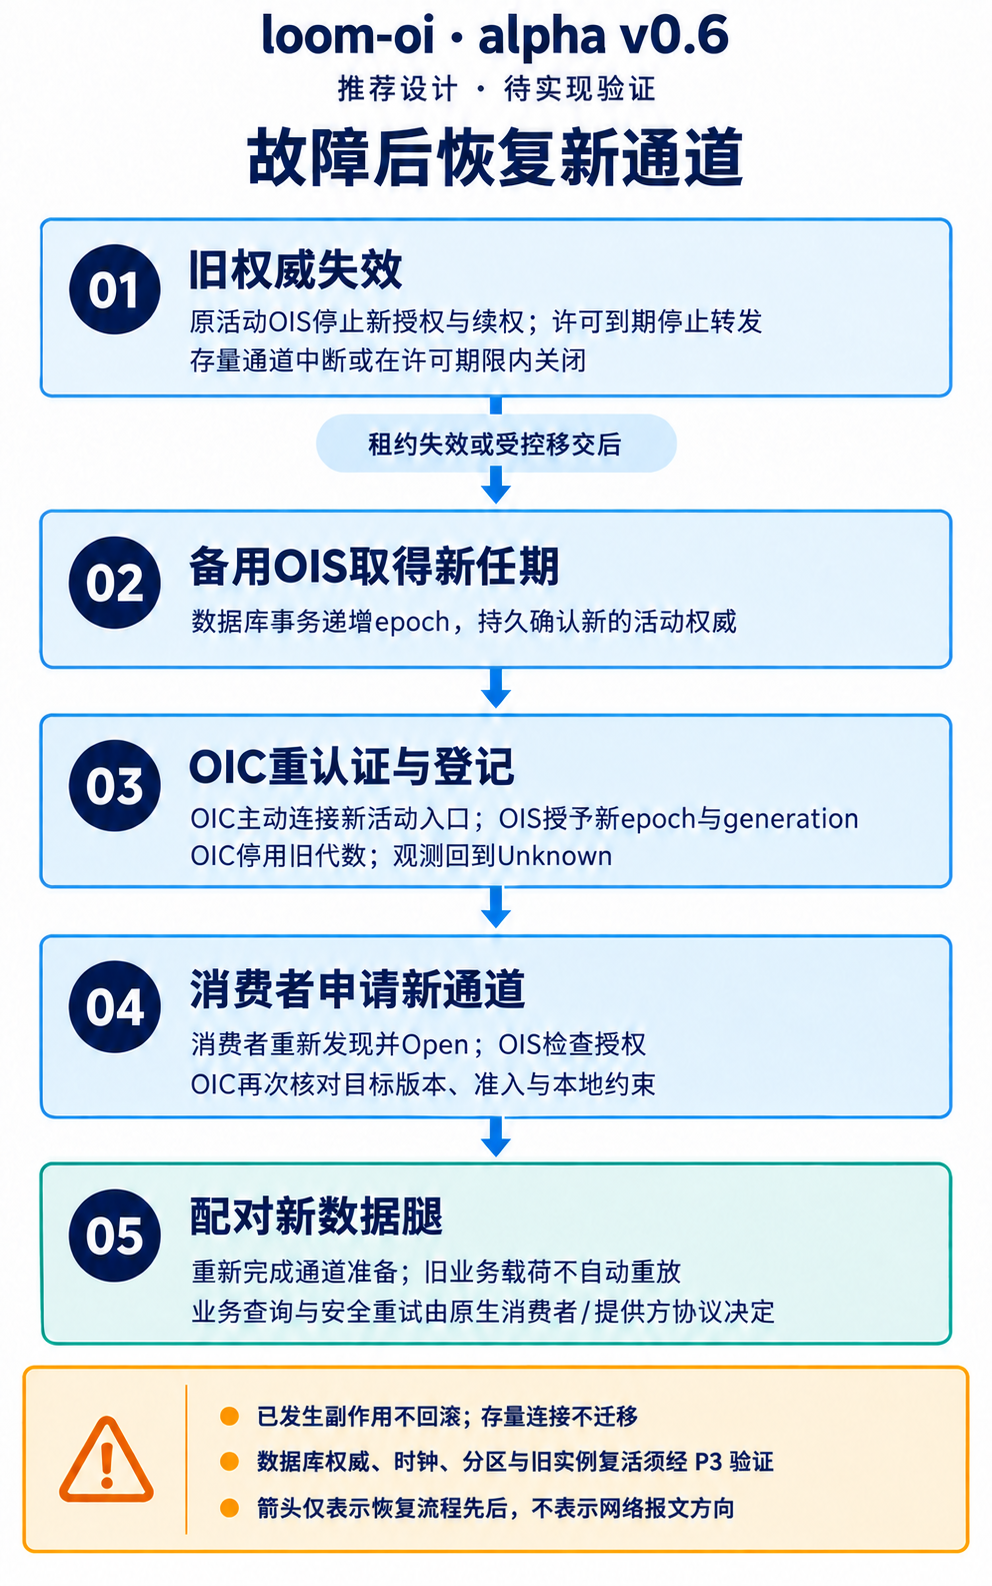 loom-oi · alpha v0.6
推荐设计 · 待实现验证
故障后恢复新通道
01
旧权威失效
原活动OIS停止新授权与续权；许可到期停止转发
存量通道中断或在许可期限内关闭
租约失效或受控移交后
02
备用OIS取得新任期
数据库事务递增epoch，持久确认新的活动权威
03
OIC重认证与登记
OIC主动连接新活动入口；OIS授予新epoch与generation
OIC停用旧代数；观测回到Unknown
04
消费者申请新通道
消费者重新发现并Open；OIS检查授权
OIC再次核对目标版本、准入与本地约束
05
配对新数据腿
重新完成通道准备；旧业务载荷不自动重放
业务查询与安全重试由原生消费者/提供方协议决定
已发生副作用不回滚；存量连接不迁移
数据库权威、时钟、分区与旧实例复活须经 P3 验证
箭头仅表示恢复流程先后，不表示网络报文方向